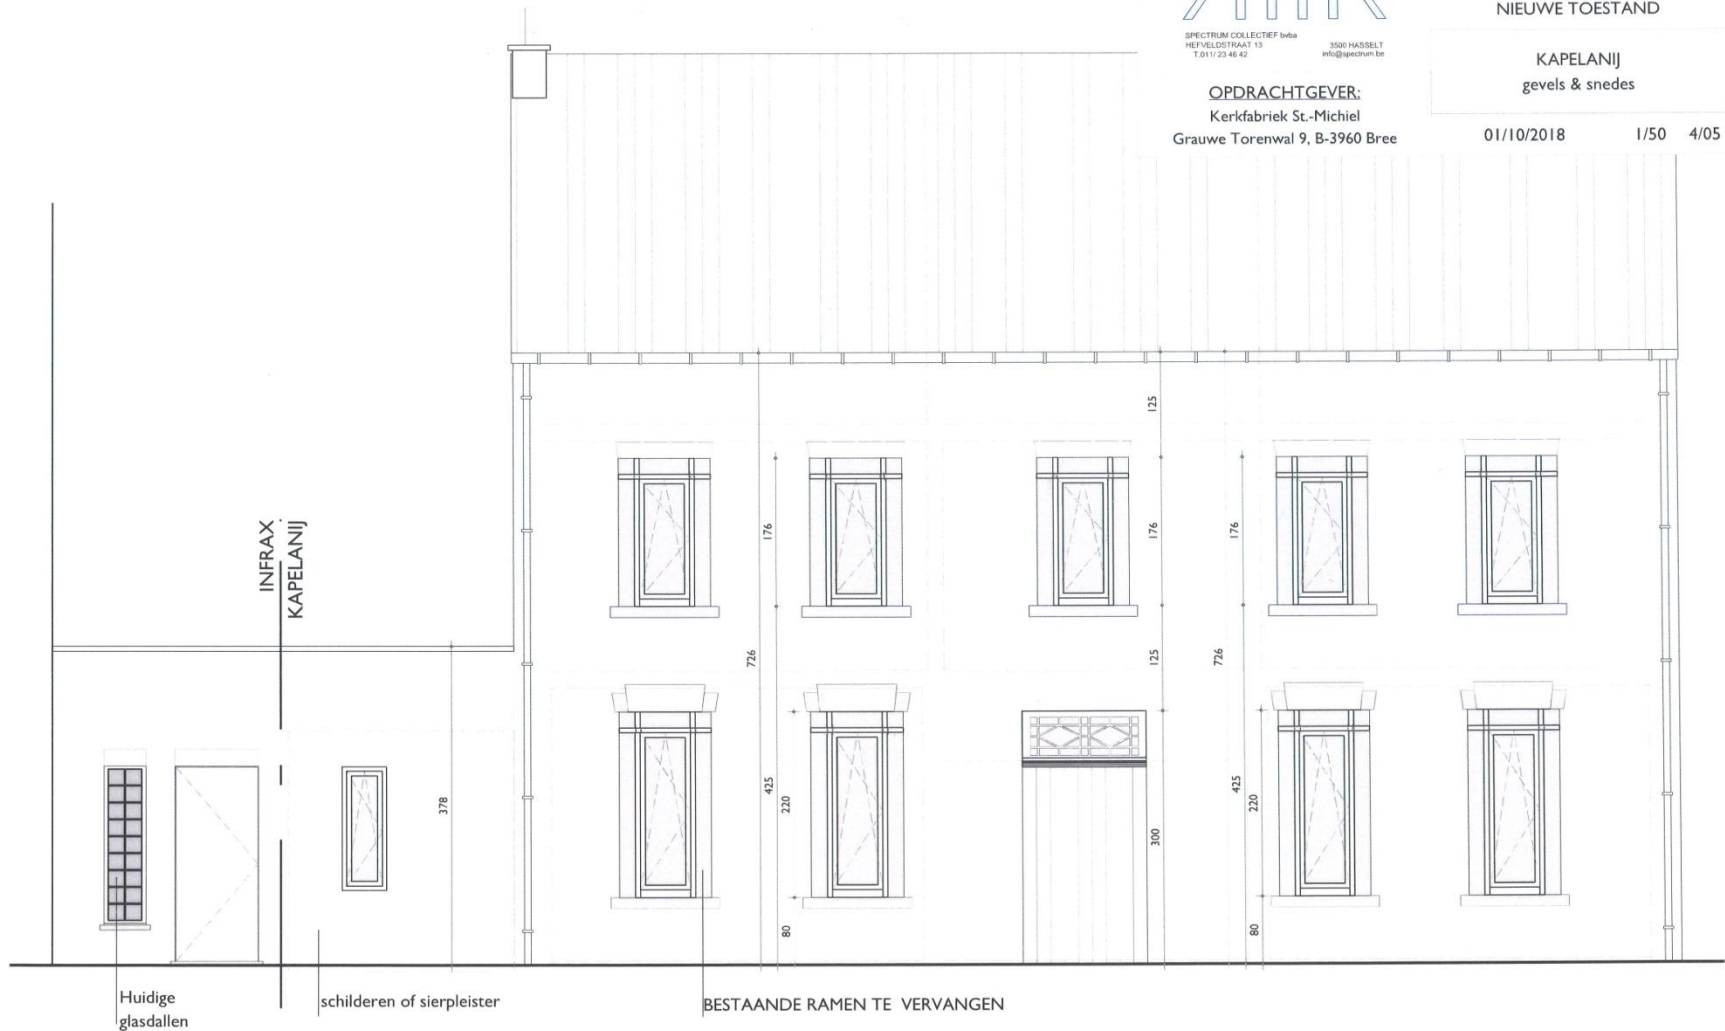 SPECTRUM COLLECTIEF bvba
HEFVELDSTRAAT 13 3500 HASSELT
T.011/ 23 46 42 info@spectrum.be
OPDRACHTGEVER:
Kerkfabriek St.-Michiel
Grauwe Torenwal 9, B-3960 Bree
NIEUWE TOESTAND
KAPELANIJ
gevels & snedes
01/10/2018 1/50 4/05
125
176
176
176
INFRAX
KAPELANIJ
726
125
726
378
425
220
300
425
220
80
80
Huidige
glasdallen
schilderen of sierpleister
BESTAANDE RAMEN TE VERVANGEN